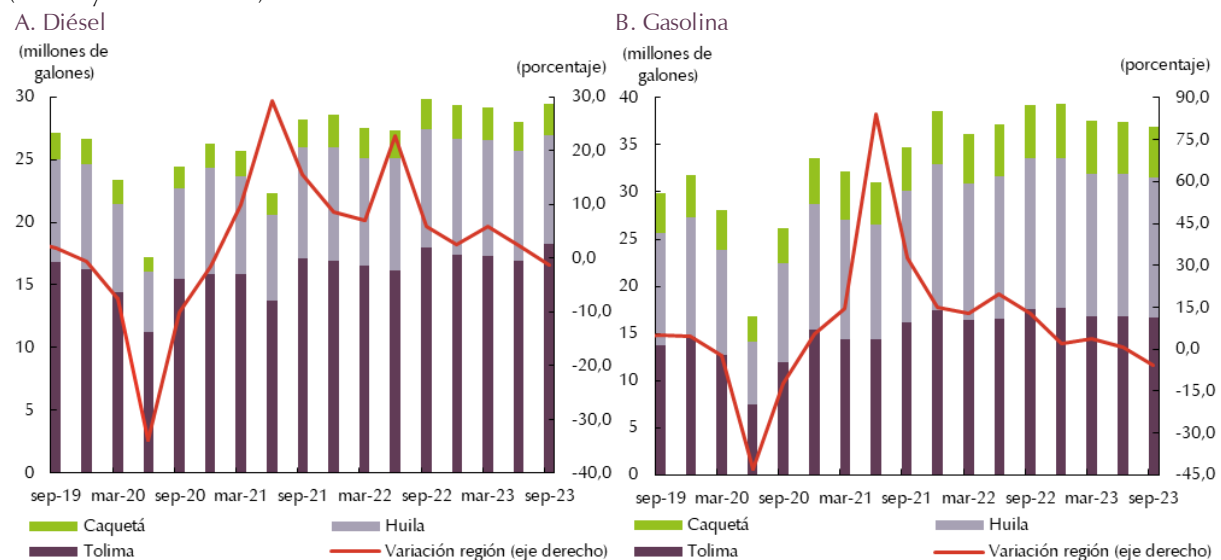 A. Diésel
(millones de
galones)
(porcentaje)
30
25
20
15
10
5
0
30,0
20,0
10,0
0,0
-10,0
-20,0
-30,0
-40,0
sep-19 mar-20 sep-20 mar-21 sep-21 mar-22 sep-22 mar-23 sep-23
Caquetá Huila
Tolima Variación región (eje derecho)
B. Gasolina
(millones de
galones)
(porcentaje)
40
35
30
25
20
15
10
5
0
90,0
75,0
60,0
45,0
30,0
15,0
0,0
-15,0
-30,0
-45,0
sep-19 mar-20 sep-20 mar-21 sep-21 mar-22 sep-22 mar-23 sep-23
Caquetá Huila
Tolima Variación región (eje derecho)